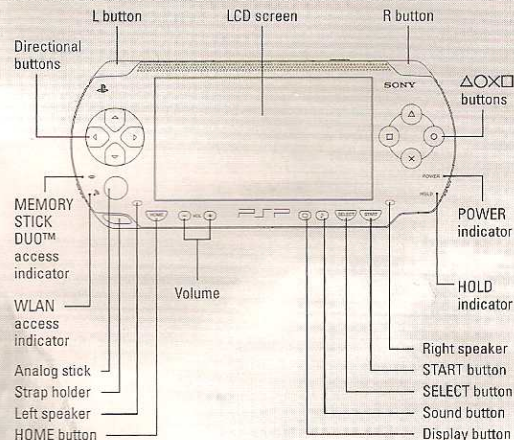 L button
LCD screen
R button
Directional
buttons
△○✕□
buttons
SONY
POWER
HOLD
HOME
VOL
PSP
SELECT
START
MEMORY
STICK
DUO™
access
indicator
WLAN
access
indicator
Volume
POWER
indicator
HOLD
indicator
Analog stick
Strap holder
Left speaker
HOME button
Right speaker
START button
SELECT button
Sound button
Display button